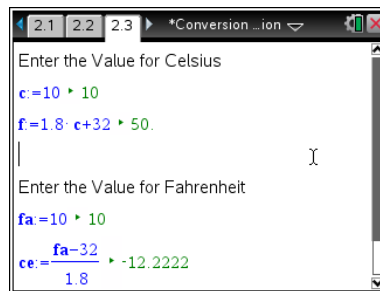 2.1 2.2 2.3 *Conversion …ion
Enter the Value for Celsius
c:=10 ▸ 10
f:=1.8· c+32 ▸ 50.
Enter the Value for Fahrenheit
fa:=10 ▸ 10
ce:=(fa−32)/1.8 ▸ -12.2222